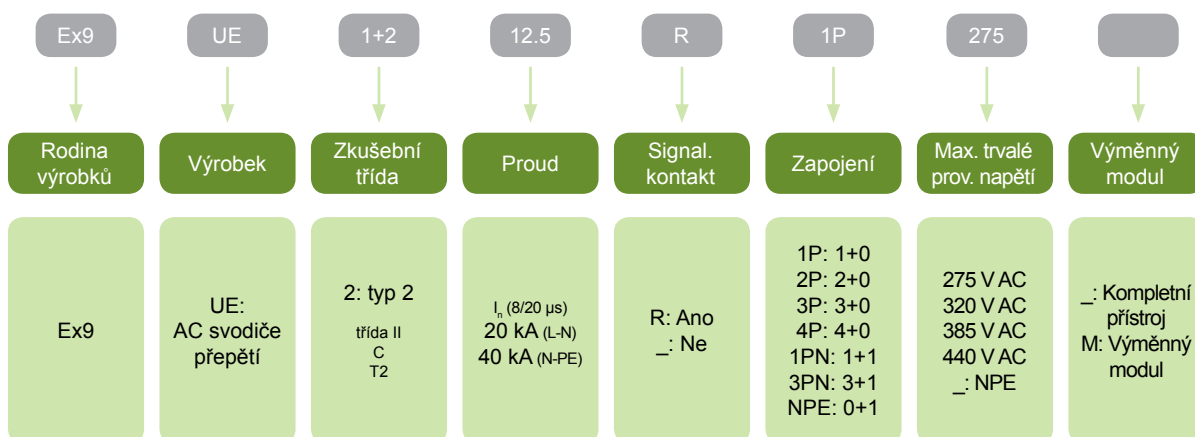 Ex9
UE
1+2
12.5
R
1P
275
Rodina
výrobků
Výrobek
Zkušební
třída
Proud
Signal.
kontakt
Zapojení
Max. trvalé
prov. napětí
Výměnný
modul
Ex9
UE:
AC svodiče
přepětí
2: typ 2
třída II
C
T2
In (8/20 µs)
20 kA (L-N)
40 kA (N-PE)
R: Ano
_: Ne
1P: 1+0
2P: 2+0
3P: 3+0
4P: 4+0
1PN: 1+1
3PN: 3+1
NPE: 0+1
275 V AC
320 V AC
385 V AC
440 V AC
_: NPE
_: Kompletní
přístroj
M: Výměnný
modul